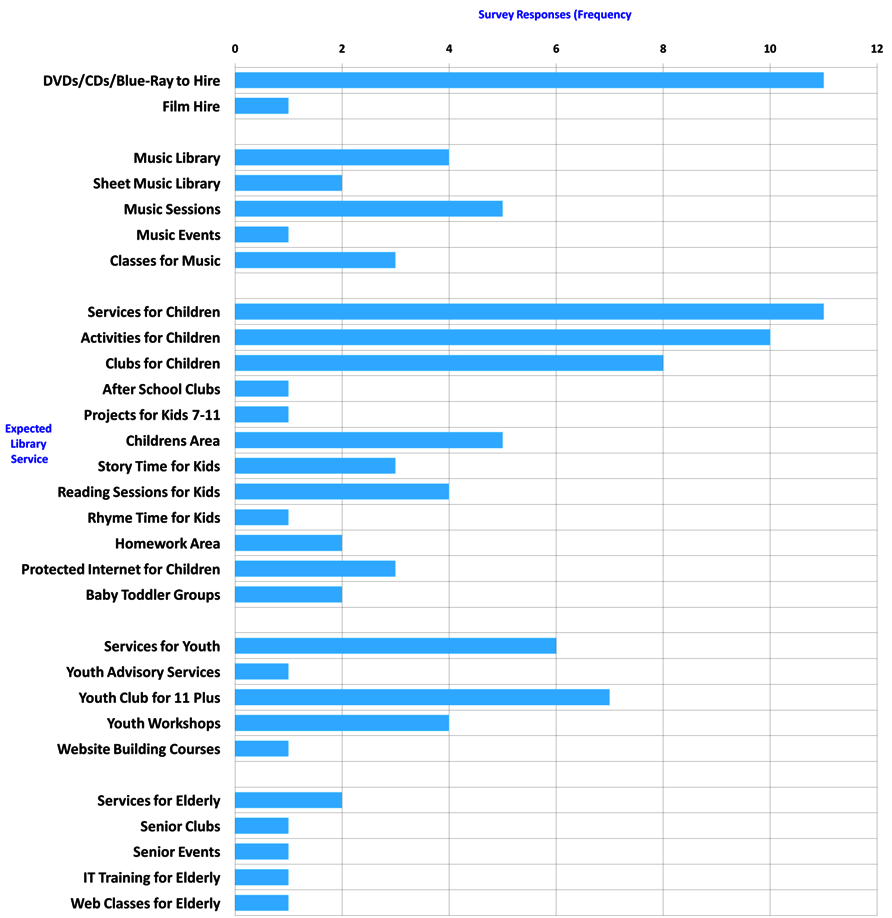 Survey Responses (Frequency
0 2 4 6 8 10 12
DVDs/CDs/Blue-Ray to Hire
Film Hire
Music Library
Sheet Music Library
Music Sessions
Music Events
Classes for Music
Services for Children
Activities for Children
Clubs for Children
After School Clubs
Projects for Kids 7-11
Expected
Library
Service
Childrens Area
Story Time for Kids
Reading Sessions for Kids
Rhyme Time for Kids
Homework Area
Protected Internet for Children
Baby Toddler Groups
Services for Youth
Youth Advisory Services
Youth Club for 11 Plus
Youth Workshops
Website Building Courses
Services for Elderly
Senior Clubs
Senior Events
IT Training for Elderly
Web Classes for Elderly